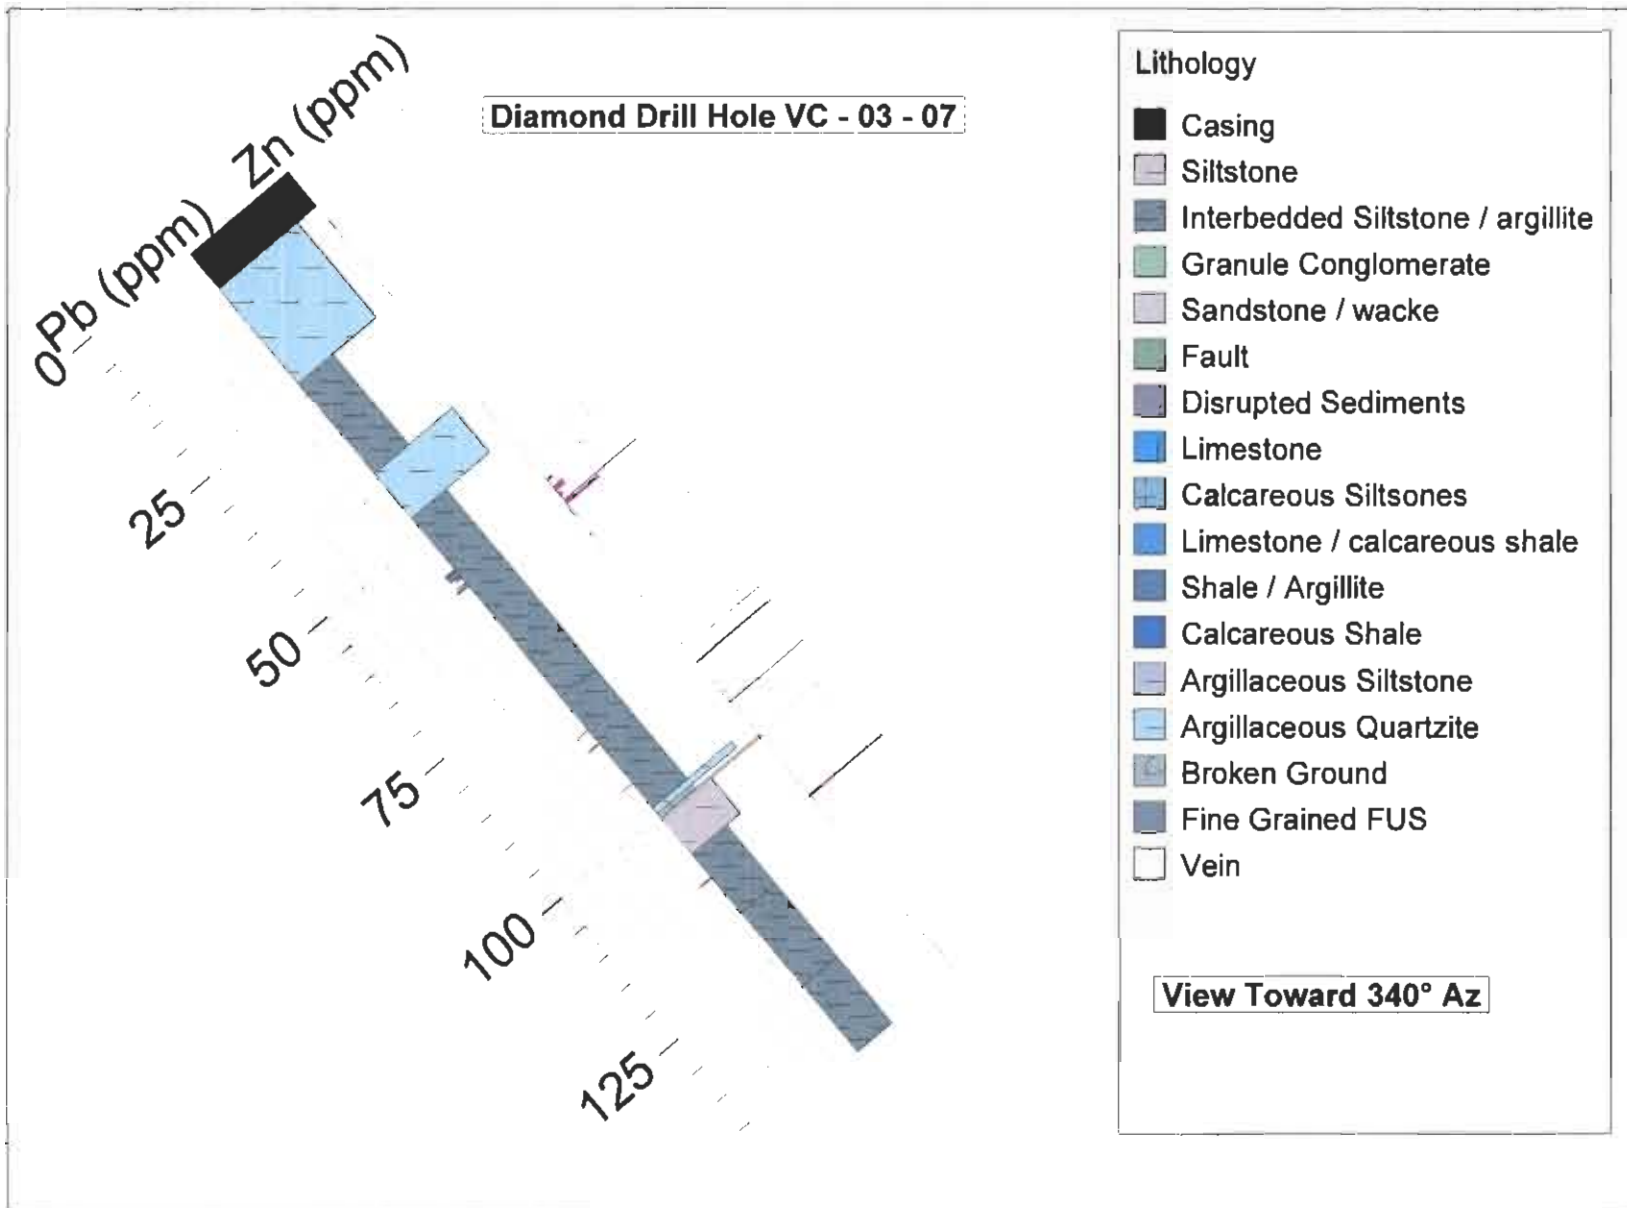 Diamond Drill Hole VC - 03 - 07
Zn (ppm)
Pb (ppm)
0
25
50
75
100
125
Lithology
Casing
Siltstone
Interbedded Siltstone / argillite
Granule Conglomerate
Sandstone / wacke
Fault
Disrupted Sediments
Limestone
Calcareous Siltsones
Limestone / calcareous shale
Shale / Argillite
Calcareous Shale
Argillaceous Siltstone
Argillaceous Quartzite
Broken Ground
Fine Grained FUS
Vein
View Toward 340° Az